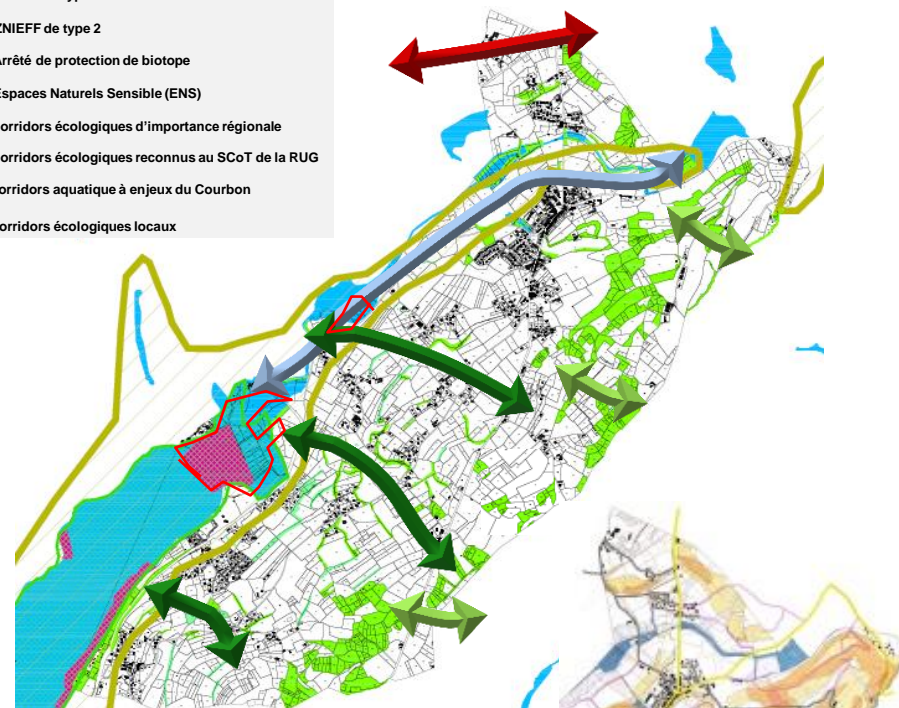 ZNIEFF de type 2
Arrêté de protection de biotope
Espaces Naturels Sensible (ENS)
orridors écologiques d'importance régionale
orridors écologiques reconnus au SCoT de la RUG
orridors aquatique à enjeux du Courbon
orridors écologiques locaux